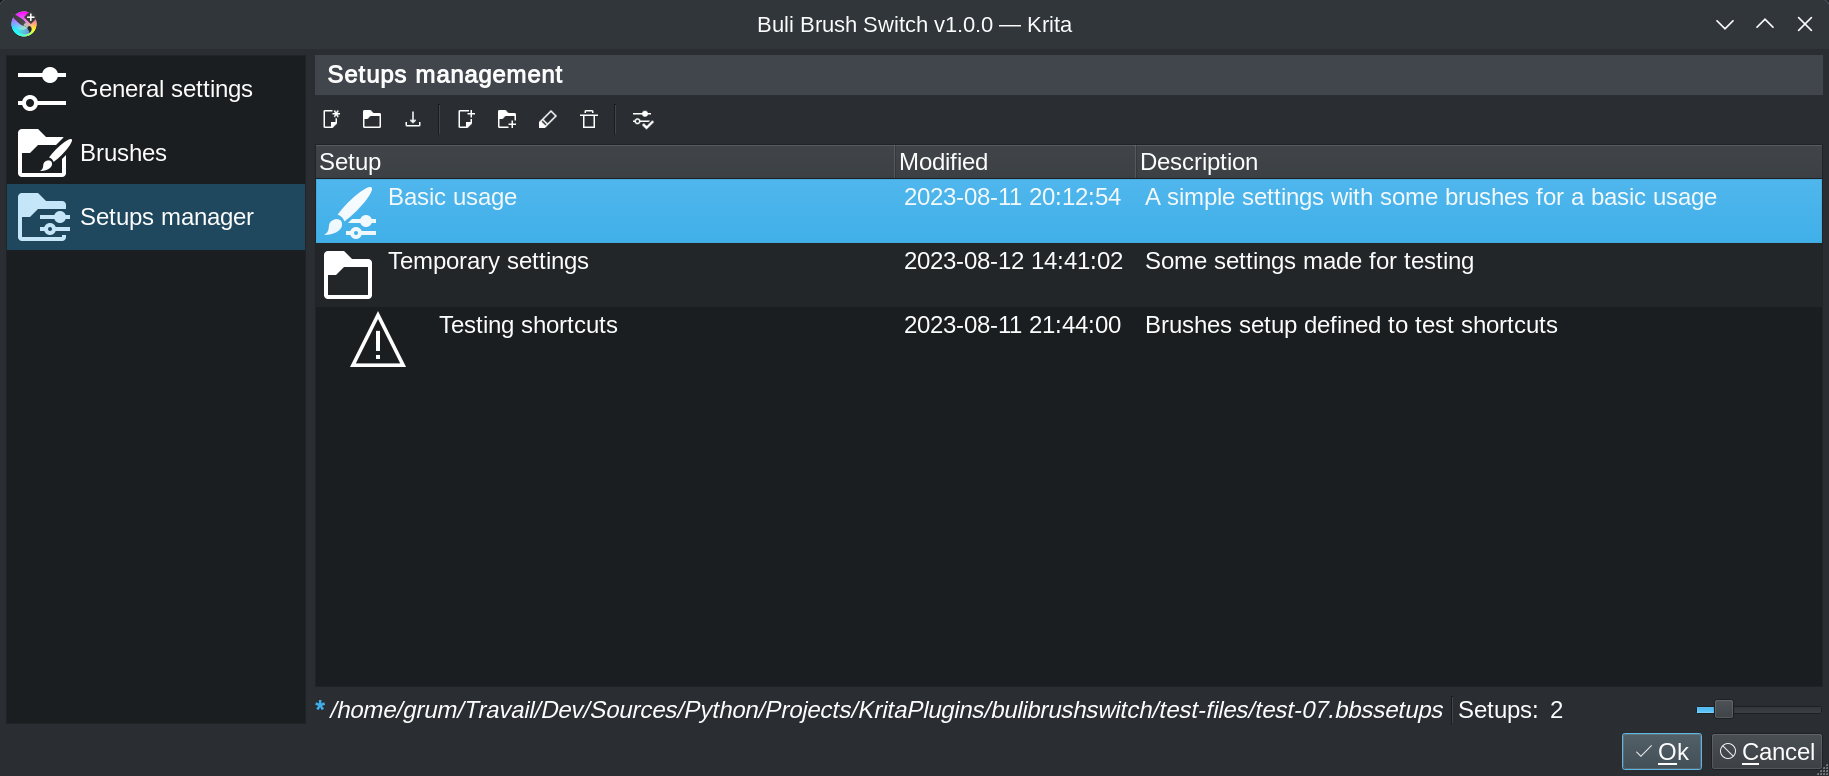 Buli Brush Switch v1.0.0 — Krita
General settings
Brushes
Setups manager
Setups management
Setup Modified Description
Basic usage 2023-08-11 20:12:54 A simple settings with some brushes for a basic usage
Temporary settings 2023-08-12 14:41:02 Some settings made for testing
Testing shortcuts 2023-08-11 21:44:00 Brushes setup defined to test shortcuts
* /home/grum/Travail/Dev/Sources/Python/Projects/KritaPlugins/bulibrushswitch/test-files/test-07.bbssetups Setups: 2
Ok Cancel